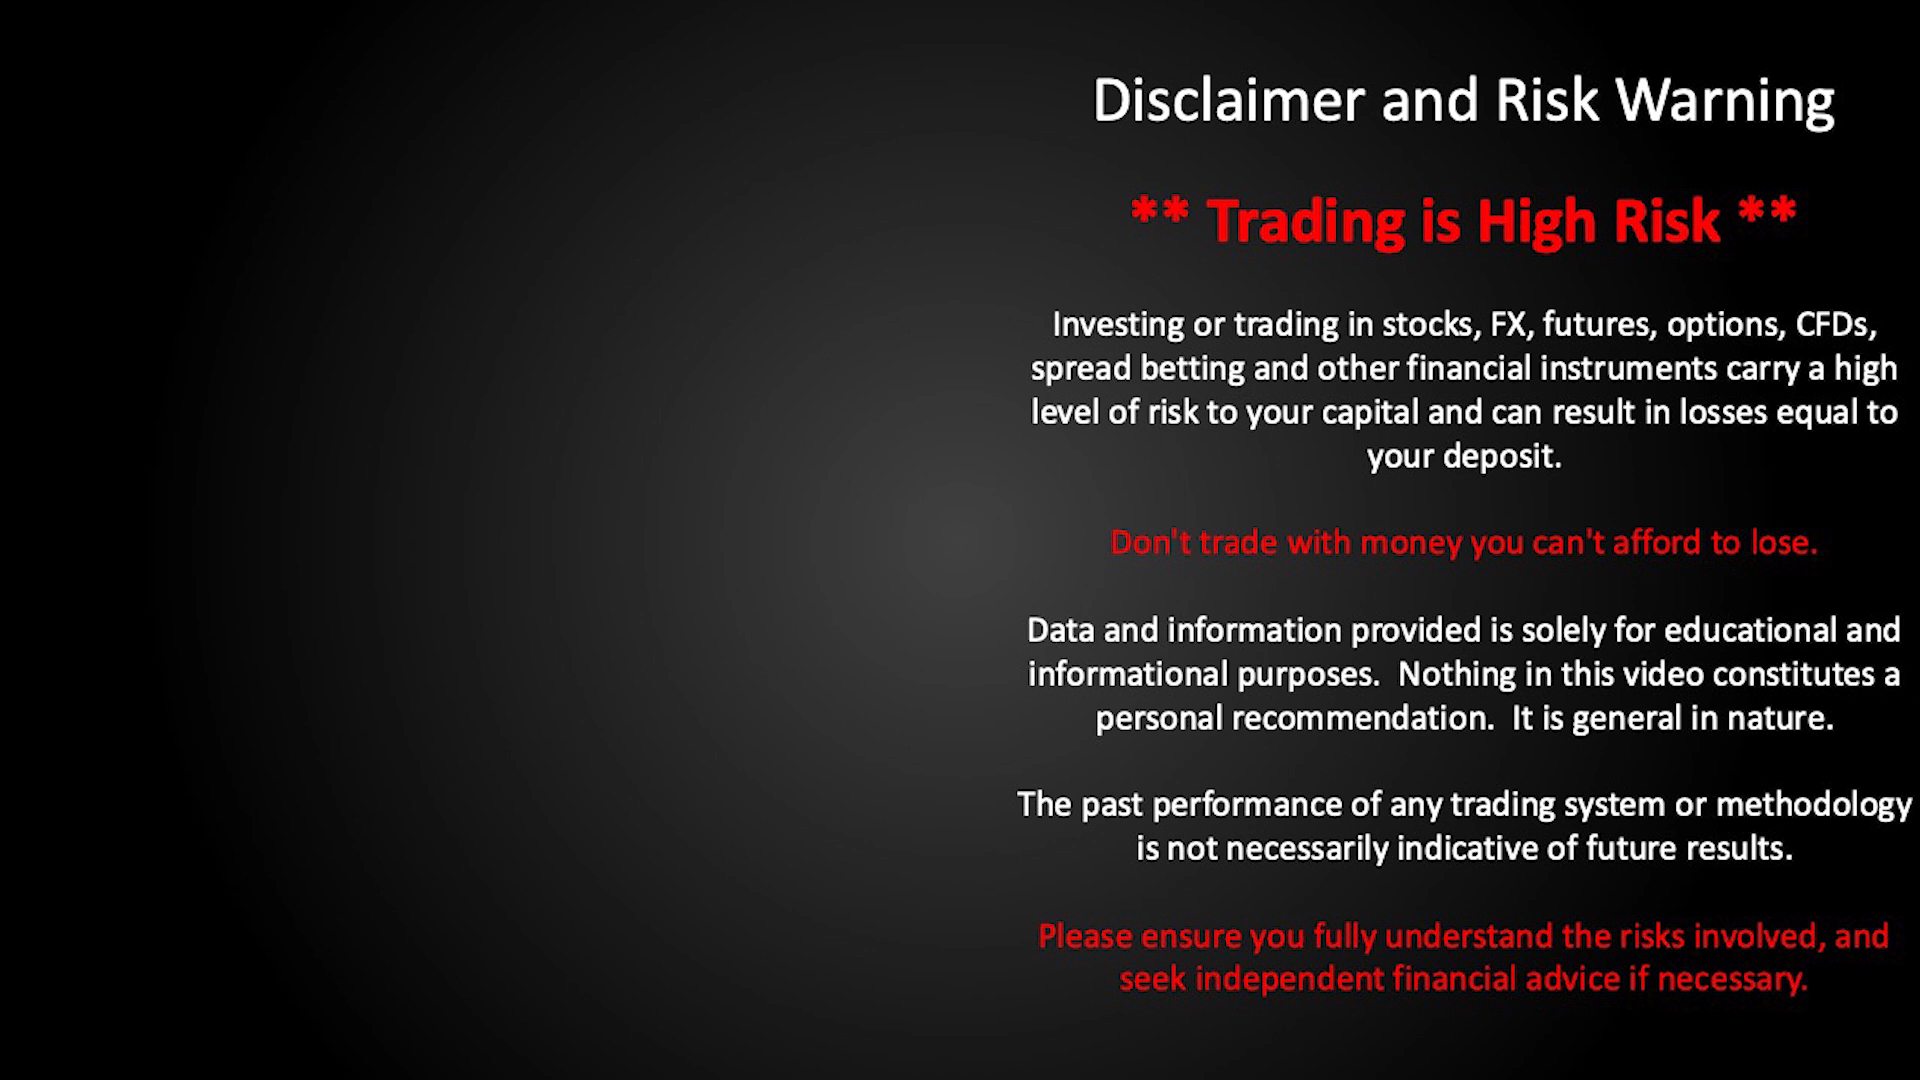 Disclaimer and Risk Warning
** Trading is High Risk **
Investing or trading in stocks, FX, futures, options, CFDs,
spread betting and other financial instruments carry a high
level of risk to your capital and can result in losses equal to
your deposit.
Don't trade with money you can't afford to lose.
Data and information provided is solely for educational and
informational purposes.  Nothing in this video constitutes a
personal recommendation.  It is general in nature.
The past performance of any trading system or methodology
is not necessarily indicative of future results.
Please ensure you fully understand the risks involved, and
seek independent financial advice if necessary.